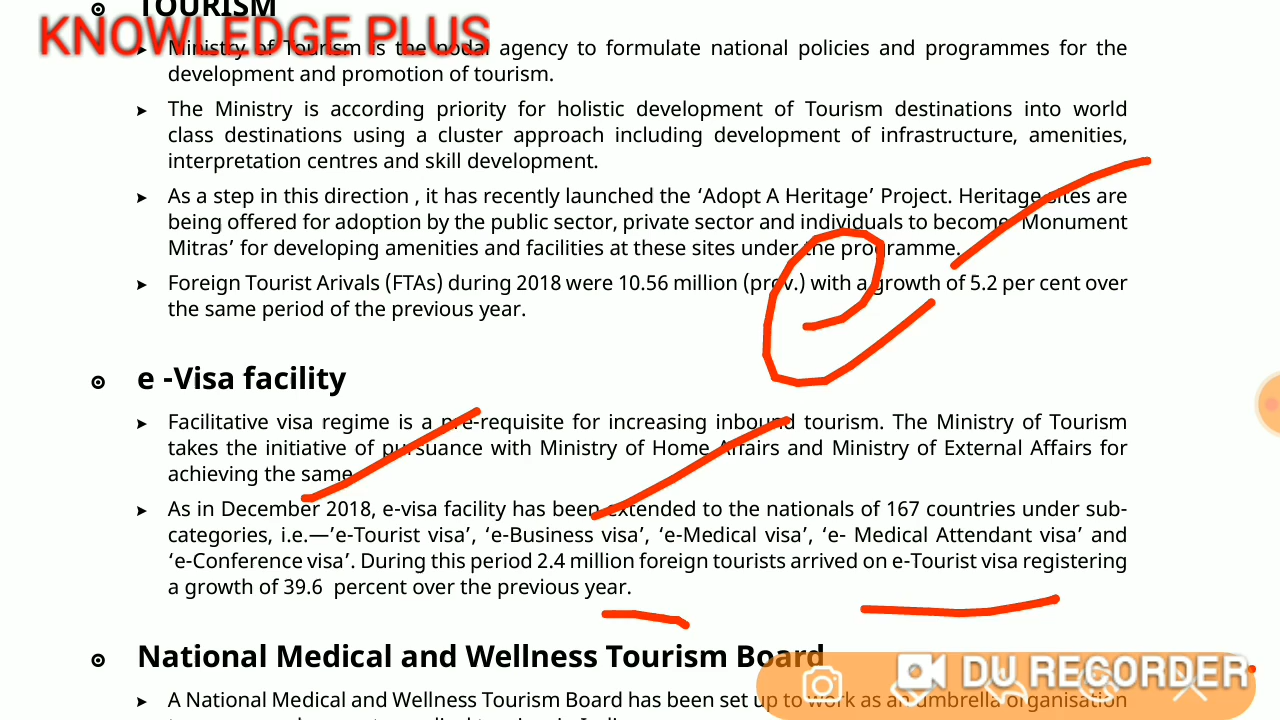 TOURISM
KNOWLEDGE PLUS
Ministry of Tourism is the nodal agency to formulate national policies and programmes for the
development and promotion of tourism.
The Ministry is according priority for holistic development of Tourism destinations into world
class destinations using a cluster approach including development of infrastructure, amenities,
interpretation centres and skill development.
As a step in this direction , it has recently launched the ‘Adopt A Heritage’ Project. Heritage sites are
being offered for adoption by the public sector, private sector and individuals to become ‘Monument
Mitras’ for developing amenities and facilities at these sites under the programme.
Foreign Tourist Arivals (FTAs) during 2018 were 10.56 million (prov.) with a growth of 5.2 per cent over
the same period of the previous year.
e -Visa facility
Facilitative visa regime is a pre-requisite for increasing inbound tourism. The Ministry of Tourism
takes the initiative of pursuance with Ministry of Home Affairs and Ministry of External Affairs for
achieving the same.
As in December 2018, e-visa facility has been extended to the nationals of 167 countries under sub-
categories, i.e.—’e-Tourist visa’, ‘e-Business visa’, ‘e-Medical visa’, ‘e- Medical Attendant visa’ and
‘e-Conference visa’. During this period 2.4 million foreign tourists arrived on e-Tourist visa registering
a growth of 39.6 percent over the previous year.
National Medical and Wellness Tourism Board
DU RECORDER
A National Medical and Wellness Tourism Board has been set up to work as an umbrella organisation